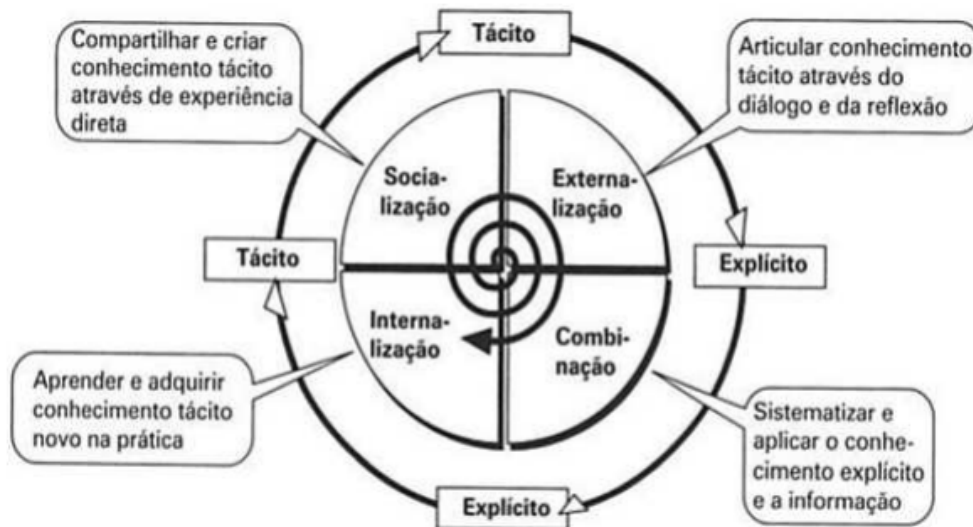 Tácito
Compartilhar e criar
conhecimento tácito
através de experiência
direta
Articular conhecimento
tácito através do
diálogo e da reflexão
Socia-
lização
Externa-
lização
Tácito
Explícito
Interna-
lização
Combi-
nação
Aprender e adquirir
conhecimento tácito
novo na prática
Sistematizar e
aplicar o conhe-
cimento explícito
e a informação
Explícito